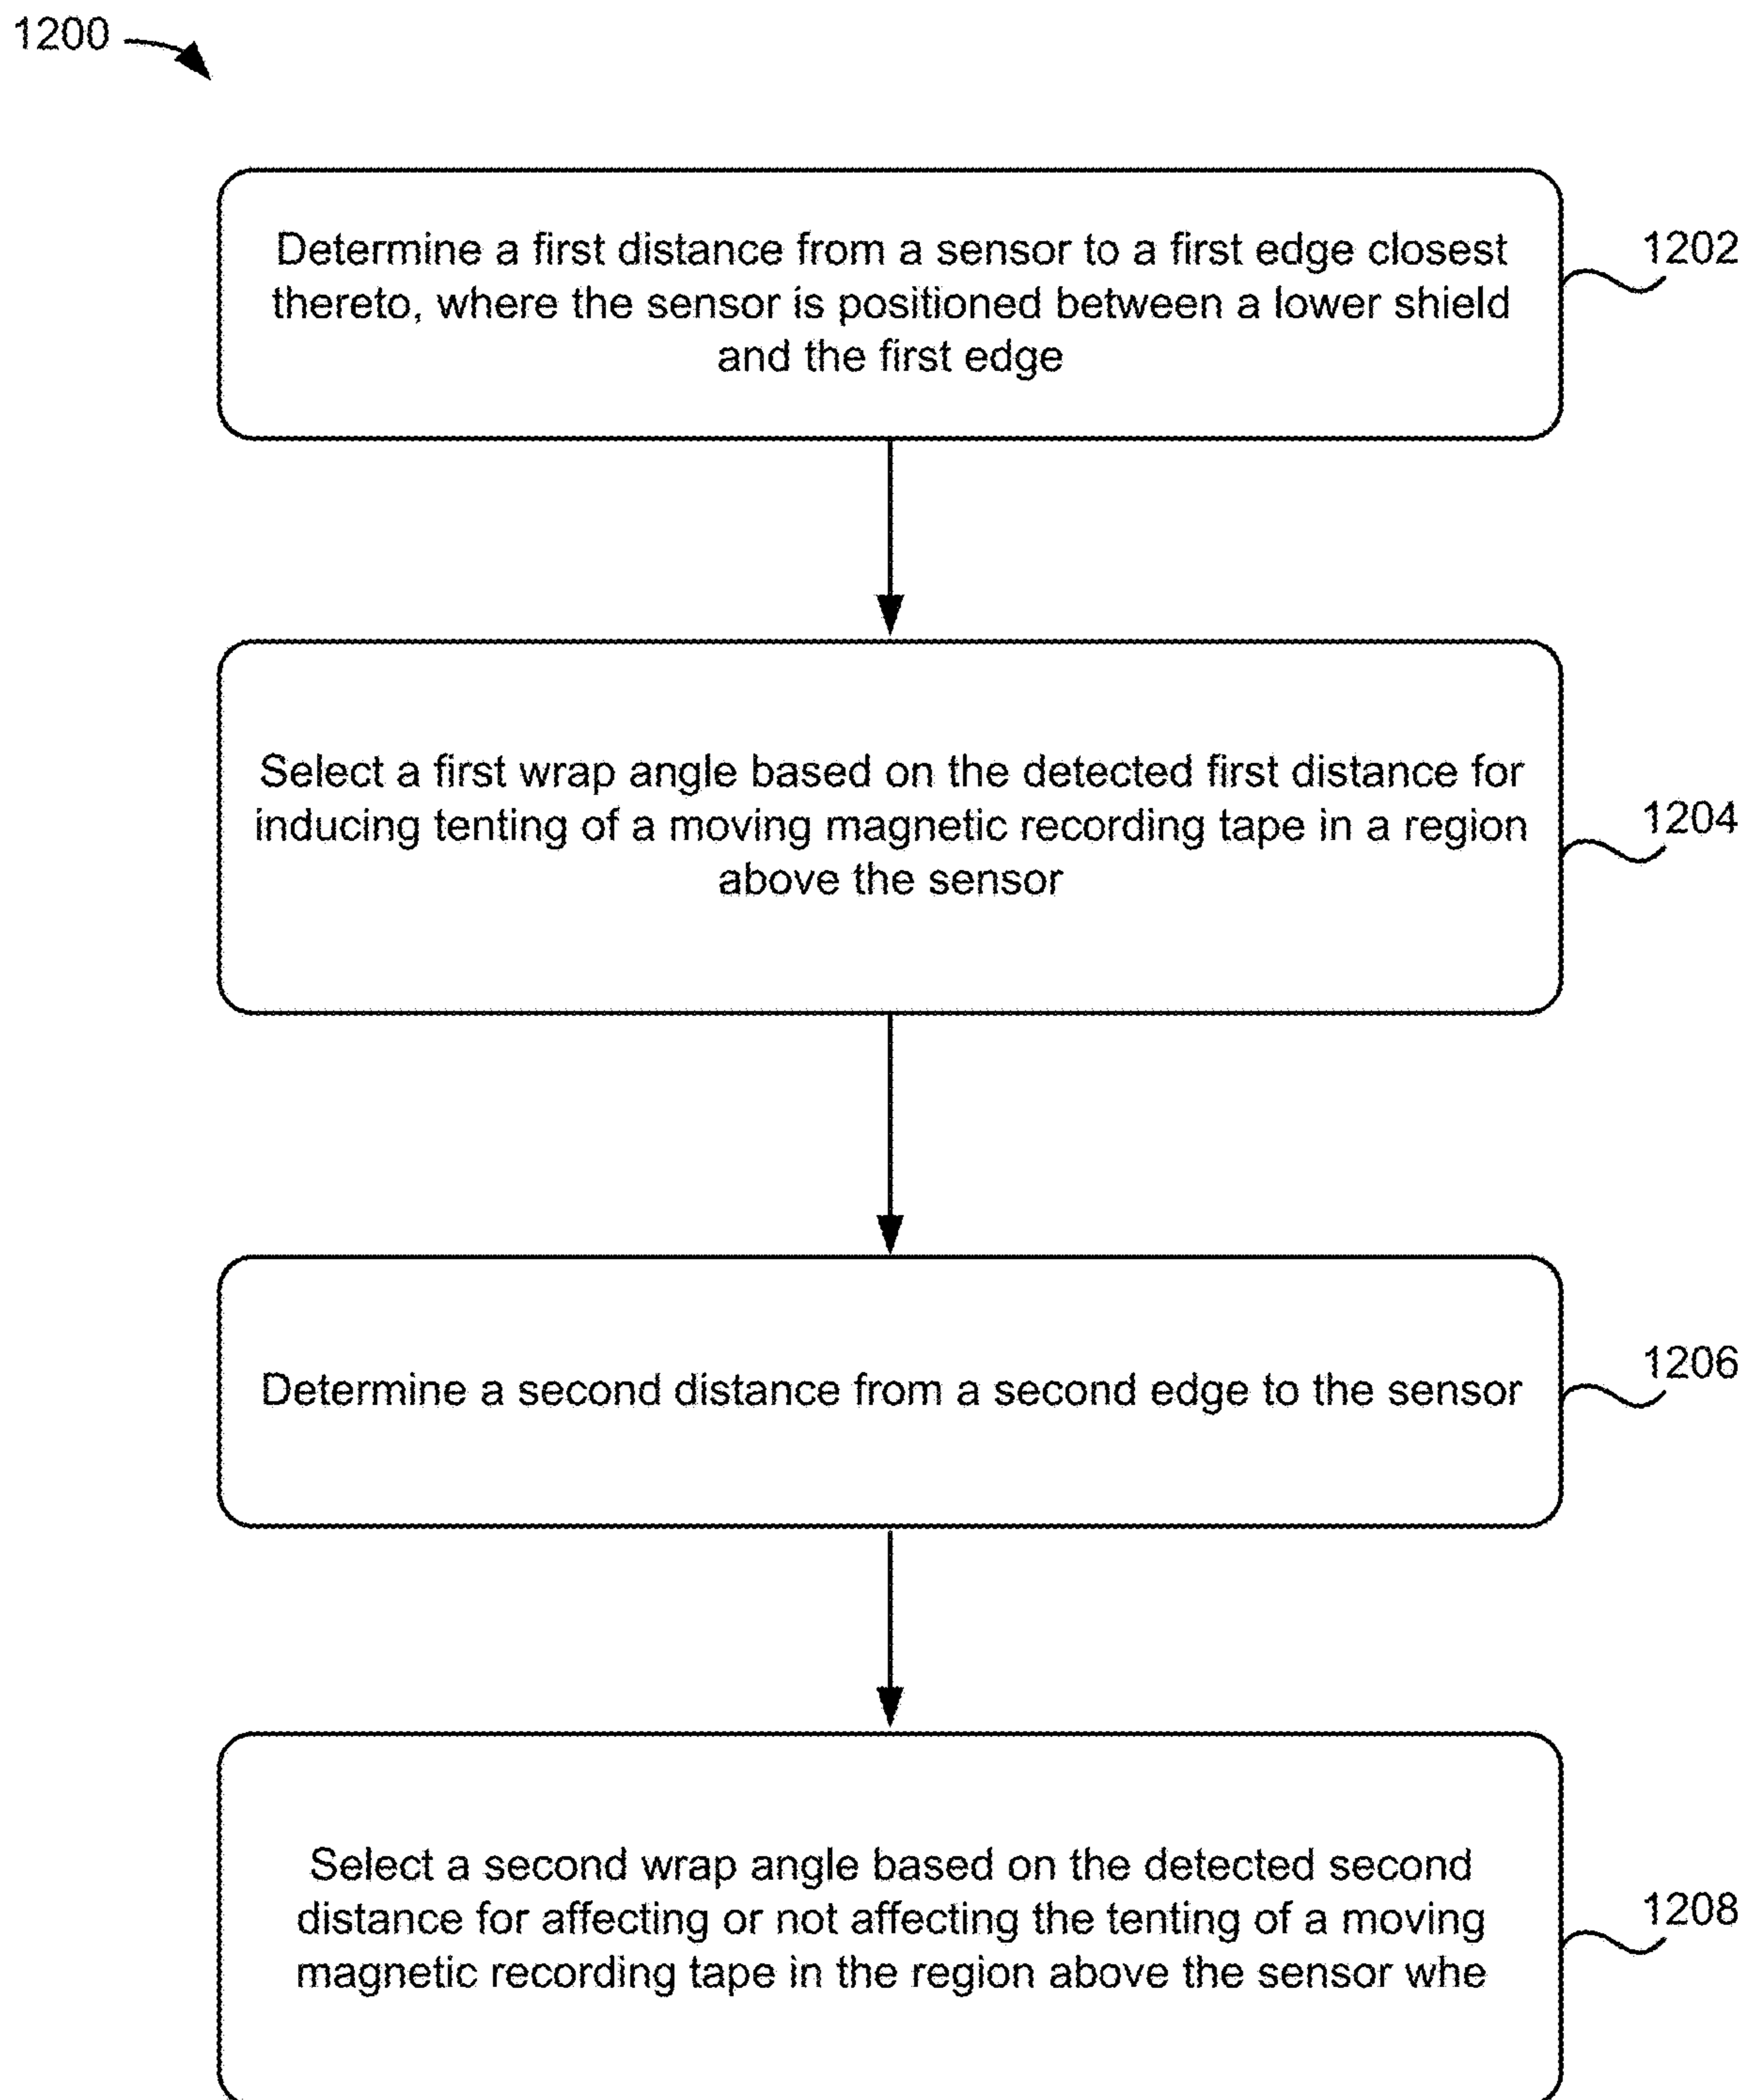 1200
Determine a first distance from a sensor to a first edge closest
thereto, where the sensor is positioned between a lower shield
and the first edge
1202
Select a first wrap angle based on the detected first distance for
inducing tenting of a moving magnetic recording tape in a region
above the sensor
1204
Determine a second distance from a second edge to the sensor
1206
Select a second wrap angle based on the detected second
distance for affecting or not affecting the tenting of a moving
magnetic recording tape in the region above the sensor whe
1208